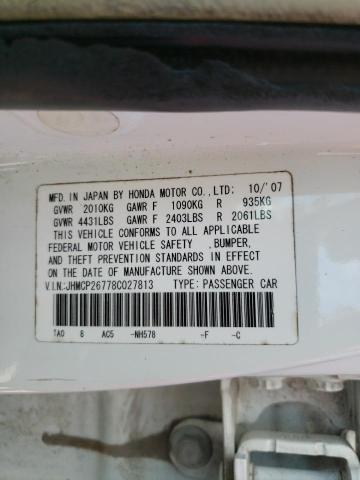 MFD. IN JAPAN BY HONDA MOTOR CO., LTD: 10/'07
GVWR 2010KG GAWR F 1090KG R 935KG
GVWR 4431LBS GAWR F 2403LBS R 2061LBS
THIS VEHICLE CONFORMS TO ALL APPLICABLE
FEDERAL MOTOR VEHICLE SAFETY , BUMPER,
AND THEFT PREVENTION STANDARDS IN EFFECT
ON THE DATE OF MANUFACTURE SHOWN ABOVE.
V.I.N.:JHMCP26778C027813 TYPE: PASSENGER CAR
TA0 8 AC5 -NH578 -F -C